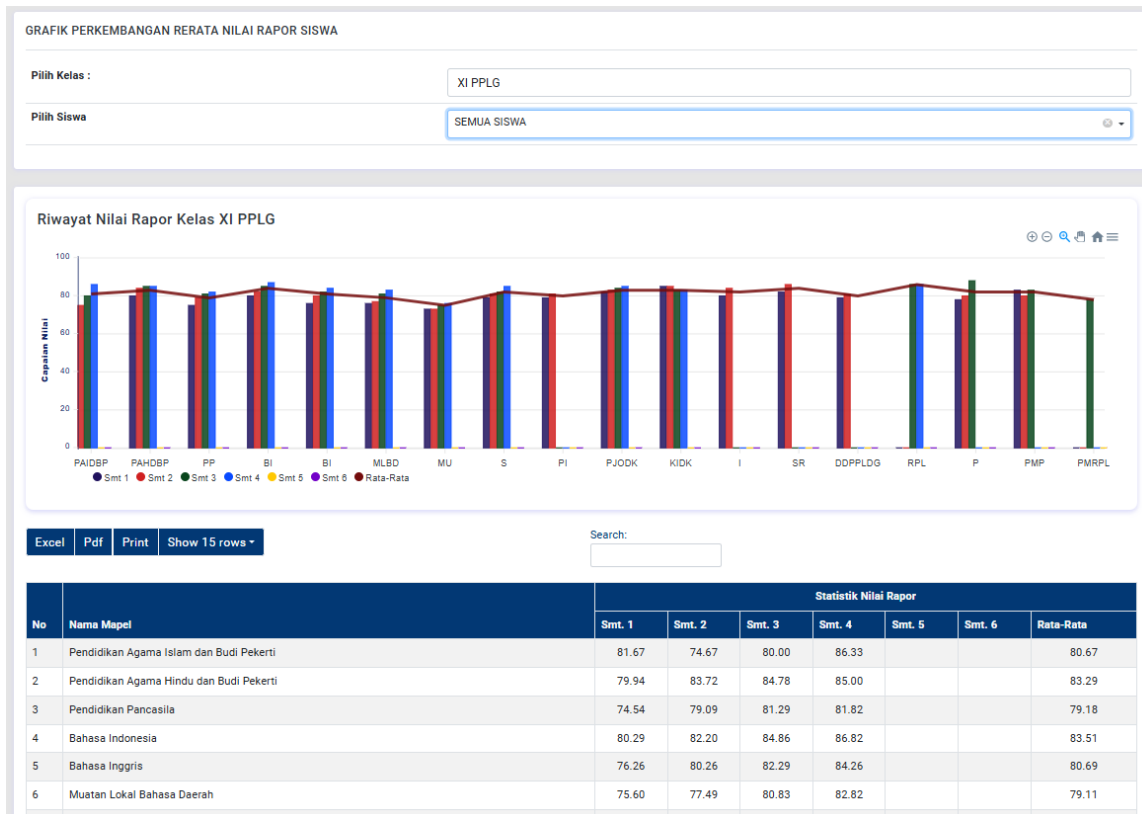 GRAFIK PERKEMBANGAN RERATA NILAI RAPOR SISWA
Pilih Kelas :
XI PPLG
Pilih Siswa
SEMUA SISWA
Riwayat Nilai Rapor Kelas XI PPLG
100
80
60
40
20
0
Capaian Nilai
PAIDBP PAHDBP PP BI BI MLBD MU S PI PJODK KIDK I SR DDPPLDG RPL P PMP PMRPL
Smt 1 Smt 2 Smt 3 Smt 4 Smt 5 Smt 6 Rata-Rata
Excel Pdf Print Show 15 rows
Search:
Statistik Nilai Rapor
No Nama Mapel Smt. 1 Smt. 2 Smt. 3 Smt. 4 Smt. 5 Smt. 6 Rata-Rata
1 Pendidikan Agama Islam dan Budi Pekerti 81.67 74.67 80.00 86.33 80.67
2 Pendidikan Agama Hindu dan Budi Pekerti 79.94 83.72 84.78 85.00 83.29
3 Pendidikan Pancasila 74.54 79.09 81.29 81.82 79.18
4 Bahasa Indonesia 80.29 82.20 84.86 86.82 83.51
5 Bahasa Inggris 76.26 80.26 82.29 84.26 80.69
6 Muatan Lokal Bahasa Daerah 75.60 77.49 80.83 82.82 79.11